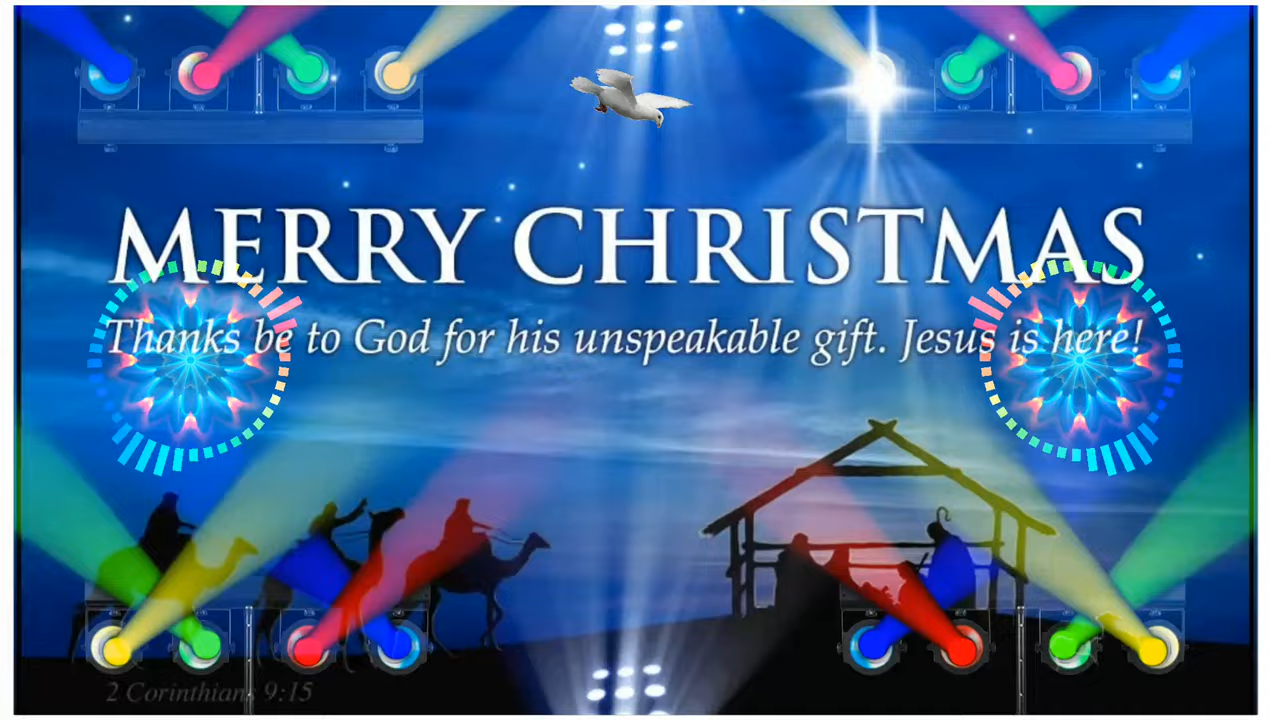 MERRY CHRISTMAS
Thanks be to God for his unspeakable gift. Jesus is here!
2 Corinthians 9:15